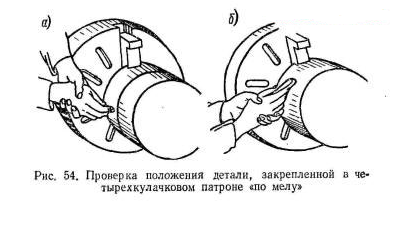 а) б)
Рис. 54. Проверка положения детали, закрепленной в че-
тырехкулачковом патроне «по мелу»